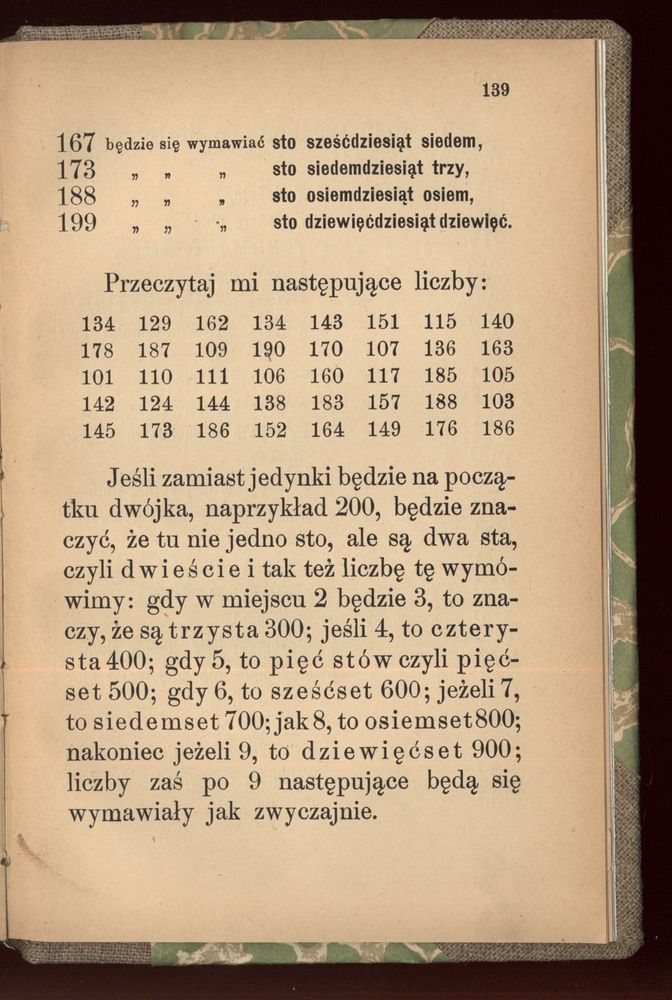 139
167 będzie się wymawiać sto sześćdziesiąt siedem,
173 „ „ „ sto siedemdziesiąt trzy,
188 „ „ „ sto osiemdziesiąt osiem,
199 „ „ „ sto dziewięćdziesiąt dziewięć.
Przeczytaj mi następujące liczby:
134 129 162 134 143 151 115 140
178 187 109 190 170 107 136 163
101 110 111 106 160 117 185 105
142 124 144 138 183 157 188 103
145 173 186 152 164 149 176 186
Jeśli zamiast jedynki będzie na począ-
tku dwójka, naprzykład 200, będzie zna-
czyć, że tu nie jedno sto, ale są dwa sta,
czyli dwieście i tak też liczbę tę wymó-
wimy: gdy w miejscu 2 będzie 3, to zna-
czy, że są trzysta 300; jeśli 4, to cztery-
sta 400; gdy 5, to pięć stów czyli pięć-
set 500; gdy 6, to sześćset 600; jeżeli 7,
to siedemset 700; jak 8, to osiemset 800;
nakoniec jeżeli 9, to dziewięćset 900;
liczby zaś po 9 następujące będą się
wymawiały jak zwyczajnie.